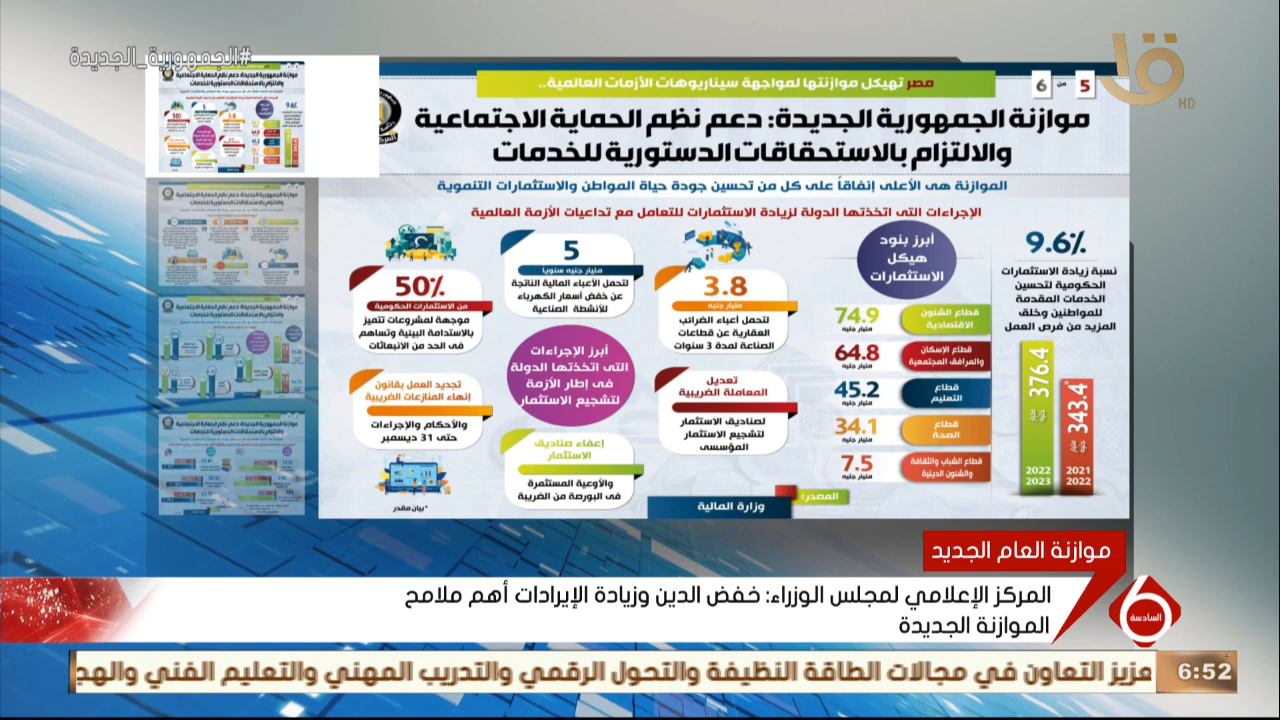 #الجمهورية_الجديدة
HD
5 من 6
مصر تهيكل موازنتها لمواجهة سيناريوهات الأزمات العالمية..
موازنة الجمهورية الجديدة: دعم نظم الحماية الاجتماعية
والالتزام بالاستحقاقات الدستورية للخدمات
الموازنة هى الأعلى إنفاقاً على كل من تحسين جودة حياة المواطن والاستثمارات التنموية
الإجراءات التى اتخذتها الدولة لزيادة الاستثمارات للتعامل مع تداعيات الأزمة العالمية
9.6٪
نسبة زيادة الاستثمارات
الحكومية لتحسين
الخدمات المقدمة
للمواطنين وخلق
المزيد من فرص العمل
376.4
343.4*
2022
2023
2021
2022
أبرز بنود
هيكل
الاستثمارات
قطاع الشئون
الاقتصادية
74.9
مليار جنيه
قطاع الإسكان
والمرافق المجتمعية
64.8
مليار جنيه
قطاع
التعليم
45.2
مليار جنيه
قطاع
الصحة
34.1
مليار جنيه
قطاع الشباب والثقافة
والشئون الدينية
7.5
مليار جنيه
3.8
مليار جنيه
لتحمل أعباء الضرائب
العقارية عن قطاعات
الصناعة لمدة 3 سنوات
5
مليار جنيه سنوياً
لتحمل الأعباء المالية الناتجة
عن خفض أسعار الكهرباء
للأنشطة الصناعية
50٪
من الاستثمارات الحكومية
موجهة لمشروعات تتميز
بالاستدامة البيئية وتساهم
فى الحد من الانبعاثات
أبرز الإجراءات
التى اتخذتها الدولة
فى إطار الأزمة
لتشجيع الاستثمار
تعديل
المعاملة الضريبية
لصناديق الاستثمار
لتشجيع الاستثمار
المؤسسى
إعفاء صناديق
الاستثمار
والأوعية المستثمرة
فى البورصة من الضريبة
تجديد العمل بقانون
إنهاء المنازعات الضريبية
والأحكام والإجراءات
حتى 31 ديسمبر
المصدر:
وزارة المالية
*بيان مقدر
موازنة العام الجديد
المركز الإعلامي لمجلس الوزراء: خفض الدين وزيادة الإيرادات أهم ملامح
الموازنة الجديدة
السادسة
6:52
عزيز التعاون في مجالات الطاقة النظيفة والتحول الرقمي والتدريب المهني والتعليم الفني والهج